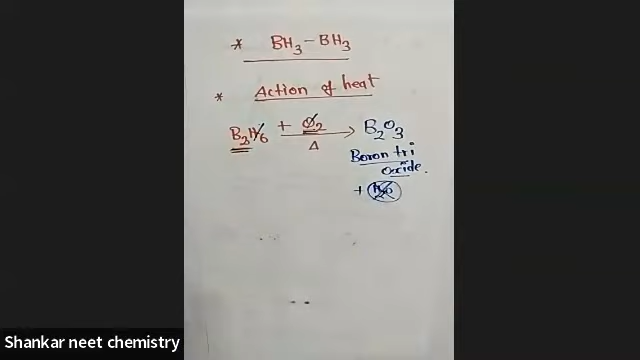 * BH3 - BH3
* Action of heat
B2H6 + O2 → B2O3
Δ
Boron tri
oxide.
+ H2O
Shankar neet chemistry